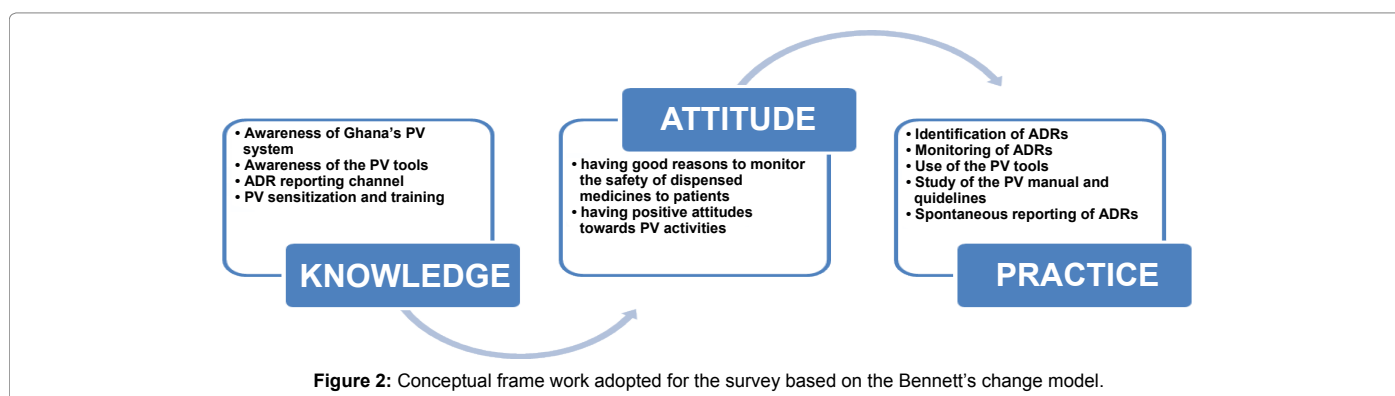 • Awareness of Ghana's PV
system
• Awareness of the PV tools
• ADR reporting channel
• PV sensitization and training
KNOWLEDGE
ATTITUDE
• having good reasons to monitor
the safety of dispensed
medicines to patients
• having positive attitudes
towards PV activities
• Identification of ADRs
• Monitoring of ADRs
• Use of the PV tools
• Study of the PV manual and
quidelines
• Spontaneous reporting of ADRs
PRACTICE
Figure 2: Conceptual frame work adopted for the survey based on the Bennett's change model.